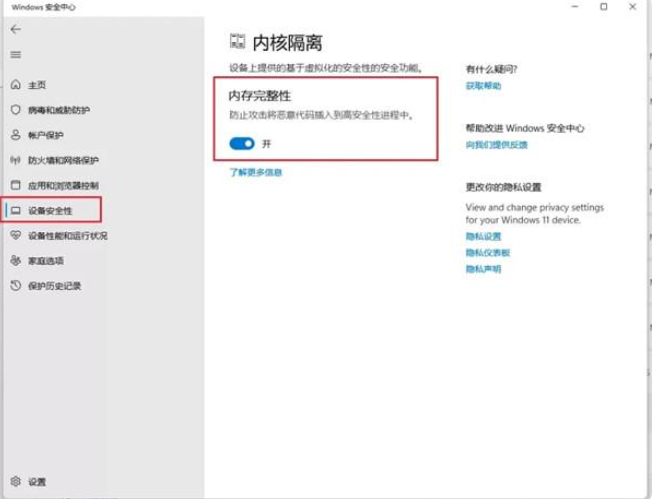 Windows 安全中心
主页
病毒和威胁防护
帐户保护
防火墙和网络保护
应用和浏览器控制
设备安全性
设备性能和运行状况
家庭选项
保护历史记录
设置
内核隔离
设备上提供的基于虚拟化的安全性的安全功能。
内存完整性
防止攻击将恶意代码插入到高安全性进程中。
开
了解更多信息
有什么疑问?
获取帮助
帮助改进 Windows 安全中心
向我们提供反馈
更改你的隐私设置
View and change privacy settings
for your Windows 11 device.
隐私设置
隐私仪表板
隐私声明